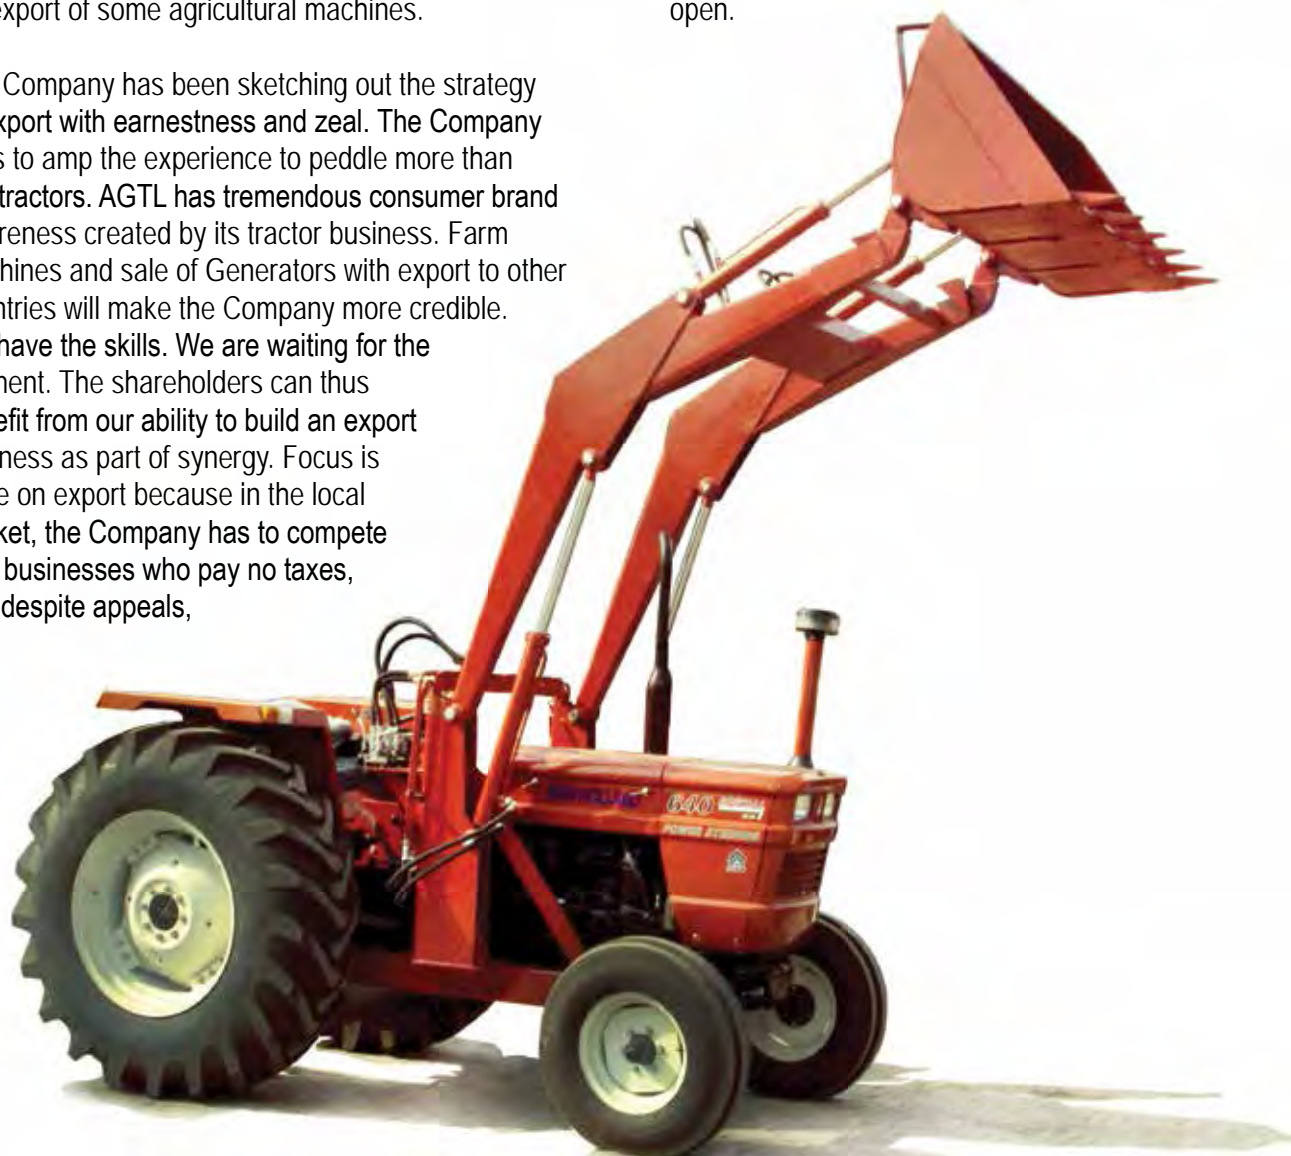 export of some agricultural machines.
Company has been sketching out the strategy
xport with earnestness and zeal. The Company
s to amp the experience to peddle more than
tractors. AGTL has tremendous consumer brand
reness created by its tractor business. Farm
hines and sale of Generators with export to other
ntries will make the Company more credible.
have the skills. We are waiting for the
nent. The shareholders can thus
efit from our ability to build an export
ness as part of synergy. Focus is
e on export because in the local
ket, the Company has to compete
businesses who pay no taxes,
despite appeals,
open.
NEW HOLLAND
640
POWER STEERING